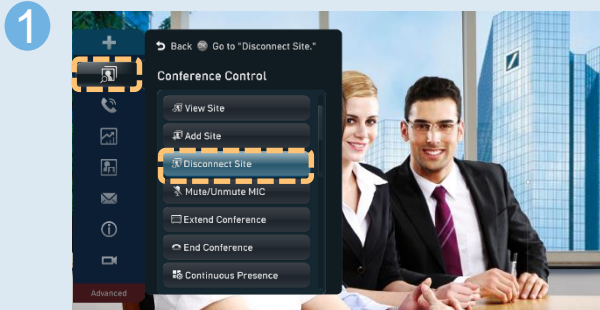 1
Back Go to "Disconnect Site."
Conference Control
View Site
Add Site
Disconnect Site
Mute/Unmute MIC
Extend Conference
End Conference
Continuous Presence
Advanced